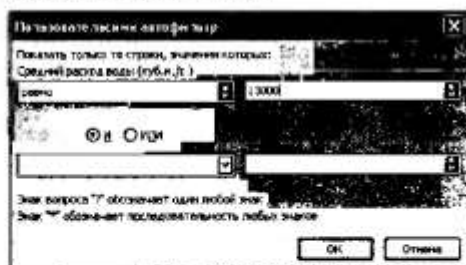 Пользовательский автофильтр
Показать только те строки, значения которых:
Средний расход воды (куб.м./с )
равно
И ИЛИ
Знак вопроса "?" обозначает один любой знак
Знак "*" обозначает последовательность любых знаков
ОК Отмена